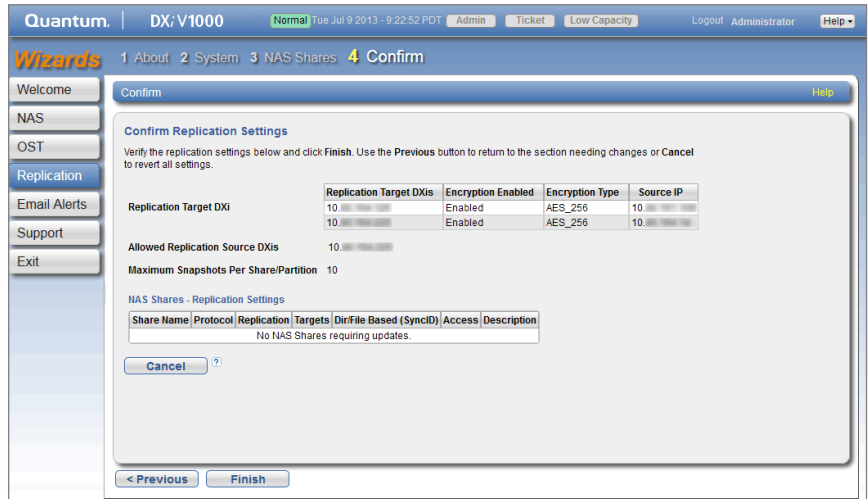 Quantum. DXi V1000 Normal Tue Jul 9 2013 - 9:22:52 PDT Admin Ticket Low Capacity Logout Administrator Help
Wizards 1 About 2 System 3 NAS Shares 4 Confirm
Welcome
NAS
OST
Replication
Email Alerts
Support
Exit
Confirm Help
Confirm Replication Settings
Verify the replication settings below and click Finish. Use the Previous button to return to the section needing changes or Cancel
to revert all settings.
Replication Target DXis Encryption Enabled Encryption Type Source IP
Replication Target DXi 10. Enabled AES_256 10.
10. Enabled AES_256 10.
Allowed Replication Source DXis 10.
Maximum Snapshots Per Share/Partition 10
NAS Shares - Replication Settings
Share Name Protocol Replication Targets Dir/File Based (SyncID) Access Description
No NAS Shares requiring updates.
Cancel ?
< Previous Finish